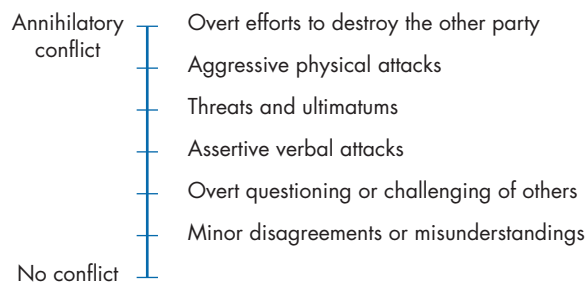 Annihilatory
conflict
Overt efforts to destroy the other party
Aggressive physical attacks
Threats and ultimatums
Assertive verbal attacks
Overt questioning or challenging of others
Minor disagreements or misunderstandings
No conflict